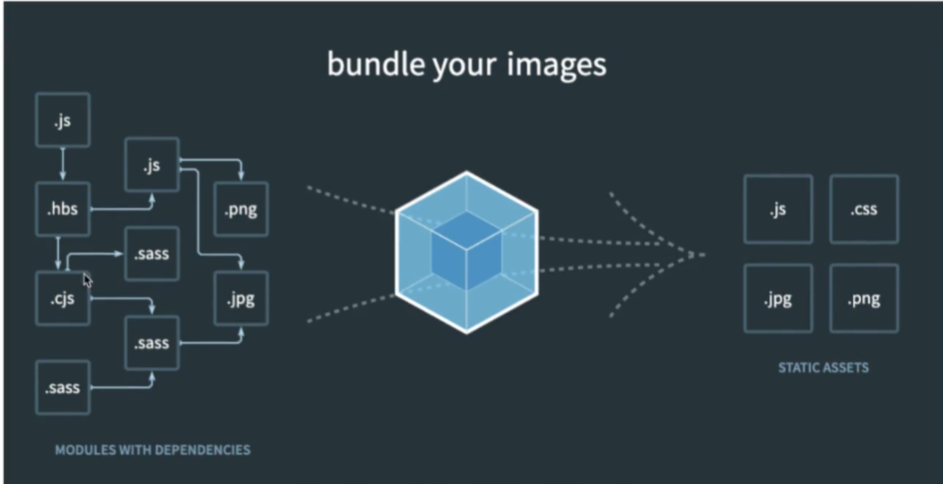 bundle your images
.js
.js
.hbs
.png
.sass
.cjs
.jpg
.sass
.sass
MODULES WITH DEPENDENCIES
.js
.css
.jpg
.png
STATIC ASSETS